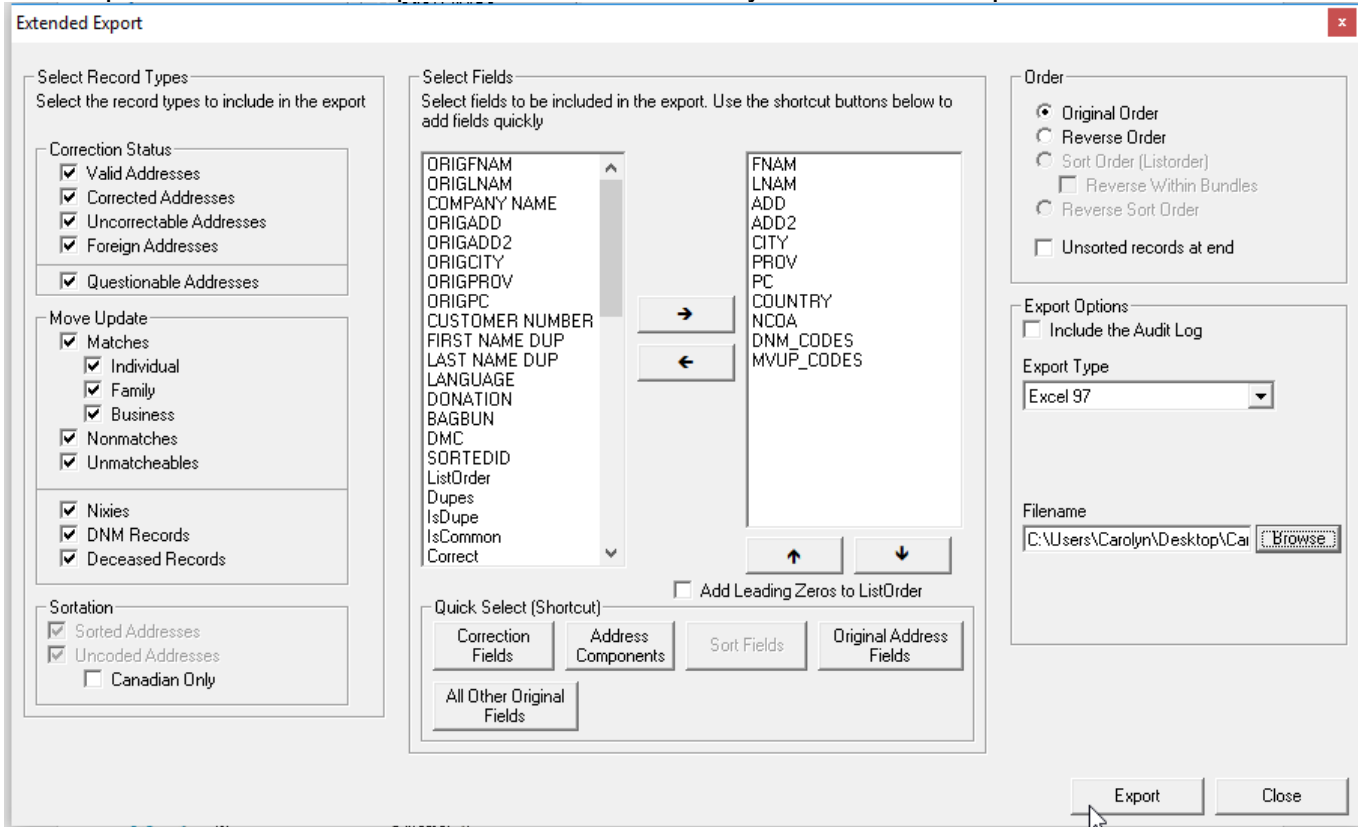 Extended Export
x
Select Record Types
Select the record types to include in the export
Correction Status
Valid Addresses
Corrected Addresses
Uncorrectable Addresses
Foreign Addresses
Questionable Addresses
Move Update
Matches
Individual
Family
Business
Nonmatches
Unmatcheables
Nixies
DNM Records
Deceased Records
Sortation
Sorted Addresses
Uncoded Addresses
Canadian Only
Select Fields
Select fields to be included in the export. Use the shortcut buttons below to
add fields quickly
ORIGFNAM
ORIGLNAM
COMPANY NAME
ORIGADD
ORIGADD2
ORIGCITY
ORIGPROV
ORIGPC
CUSTOMER NUMBER
FIRST NAME DUP
LAST NAME DUP
LANGUAGE
DONATION
BAGBUN
DMC
SORTEDID
ListOrder
Dupes
IsDupe
IsCommon
Correct
FNAM
LNAM
ADD
ADD2
CITY
PROV
PC
COUNTRY
NCOA
DNM_CODES
MVUP_CODES
Add Leading Zeros to ListOrder
Quick Select (Shortcut)
Correction
Fields
Address
Components
Sort Fields
Original Address
Fields
All Other Original
Fields
Order
Original Order
Reverse Order
Sort Order (Listorder)
Reverse Within Bundles
Reverse Sort Order
Unsorted records at end
Export Options
Include the Audit Log
Export Type
Excel 97
Filename
C:\Users\Carolyn\Desktop\Car
Browse
Export
Close